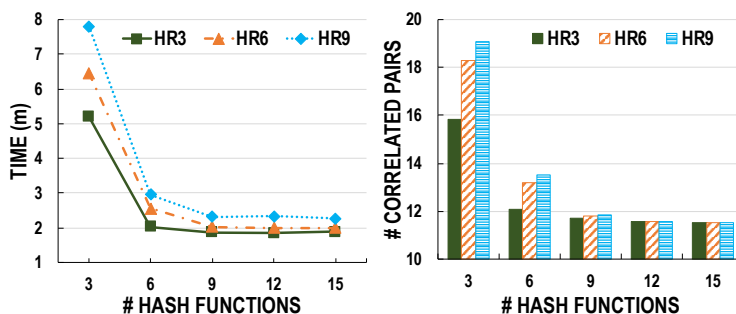 HR3 HR6 HR9
TIME (m)
8
7
6
5
4
3
2
1
3 6 9 12 15
# HASH FUNCTIONS
HR3 HR6 HR9
# CORRELATED PAIRS
20
18
16
14
12
10
3 6 9 12 15
# HASH FUNCTIONS